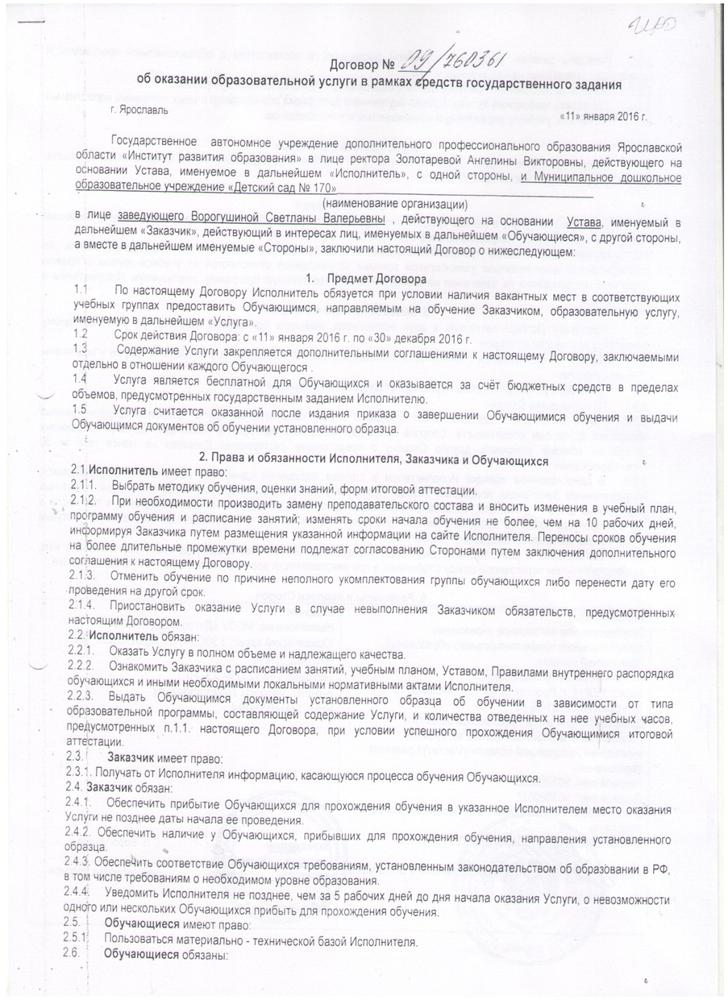 ИРО
Договор № 09/760361
об оказании образовательной услуги в рамках средств государственного задания
г. Ярославль «11» января 2016 г.
Государственное автономное учреждение дополнительного профессионального образования Ярославской
области «Институт развития образования» в лице ректора Золотаревой Ангелины Викторовны, действующего на
основании Устава, именуемое в дальнейшем «Исполнитель», с одной стороны, и Муниципальное дошкольное
образовательное учреждение «Детский сад № 170»
(наименование организации)
в лице заведующего Ворогушиной Светланы Валерьевны , действующего на основании Устава, именуемый в
дальнейшем «Заказчик», действующий в интересах лиц, именуемых в дальнейшем «Обучающиеся», с другой стороны,
а вместе в дальнейшем именуемые «Стороны», заключили настоящий Договор о нижеследующем:
1. Предмет Договора
1.1 По настоящему Договору Исполнитель обязуется при условии наличия вакантных мест в соответствующих
учебных группах предоставить Обучающимся, направляемым на обучение Заказчиком, образовательную услугу,
именуемую в дальнейшем «Услуга».
1.2 Срок действия Договора: с «11» января 2016 г. по «30» декабря 2016 г.
1.3 Содержание Услуги закрепляется дополнительными соглашениями к настоящему Договору, заключаемыми
отдельно в отношении каждого Обучающегося .
1.4 Услуга является бесплатной для Обучающихся и оказывается за счёт бюджетных средств в пределах
объемов, предусмотренных государственным заданием Исполнителю.
1.5 Услуга считается оказанной после издания приказа о завершении Обучающимися обучения и выдачи
Обучающимся документов об обучении установленного образца.
2. Права и обязанности Исполнителя, Заказчика и Обучающихся
2.1.Исполнитель имеет право:
2.1.1. Выбрать методику обучения, оценки знаний, форм итоговой аттестации.
2.1.2. При необходимости производить замену преподавательского состава и вносить изменения в учебный план,
программу обучения и расписание занятий; изменять сроки начала обучения не более, чем на 10 рабочих дней,
информируя Заказчика путем размещения указанной информации на сайте Исполнителя. Переносы сроков обучения
на более длительные промежутки времени подлежат согласованию Сторонами путем заключения дополнительного
соглашения к настоящему Договору.
2.1.3. Отменить обучение по причине неполного укомплектования группы обучающихся либо перенести дату его
проведения на другой срок.
2.1.4. Приостановить оказание Услуги в случае невыполнения Заказчиком обязательств, предусмотренных
настоящим Договором.
2.2. Исполнитель обязан:
2.2.1. Оказать Услугу в полном объеме и надлежащего качества.
2.2.2. Ознакомить Заказчика с расписанием занятий, учебным планом, Уставом, Правилами внутреннего распорядка
обучающихся и иными необходимыми локальными нормативными актами Исполнителя.
2.2.3. Выдать Обучающимся документы установленного образца об обучении в зависимости от типа
образовательной программы, составляющей содержание Услуги, и количества отведенных на нее учебных часов,
предусмотренных п.1.1. настоящего Договора, при условии успешного прохождения Обучающимися итоговой
аттестации.
2.3. Заказчик имеет право:
2.3.1. Получать от Исполнителя информацию, касающуюся процесса обучения Обучающихся.
2.4. Заказчик обязан:
2.4.1. Обеспечить прибытие Обучающихся для прохождения обучения в указанное Исполнителем место оказания
Услуги не позднее даты начала ее проведения.
2.4.2. Обеспечить наличие у Обучающихся, прибывших для прохождения обучения, направления установленного
образца.
2.4.3. Обеспечить соответствие Обучающихся требованиям, установленным законодательством об образовании в РФ,
в том числе требованиям о необходимом уровне образования.
2.4.4. Уведомить Исполнителя не позднее, чем за 5 рабочих дней до дня начала оказания Услуги, о невозможности
одного или нескольких Обучающихся прибыть для прохождения обучения.
2.5. Обучающиеся имеют право:
2.5.1. Пользоваться материально - технической базой Исполнителя.
2.6. Обучающиеся обязаны: